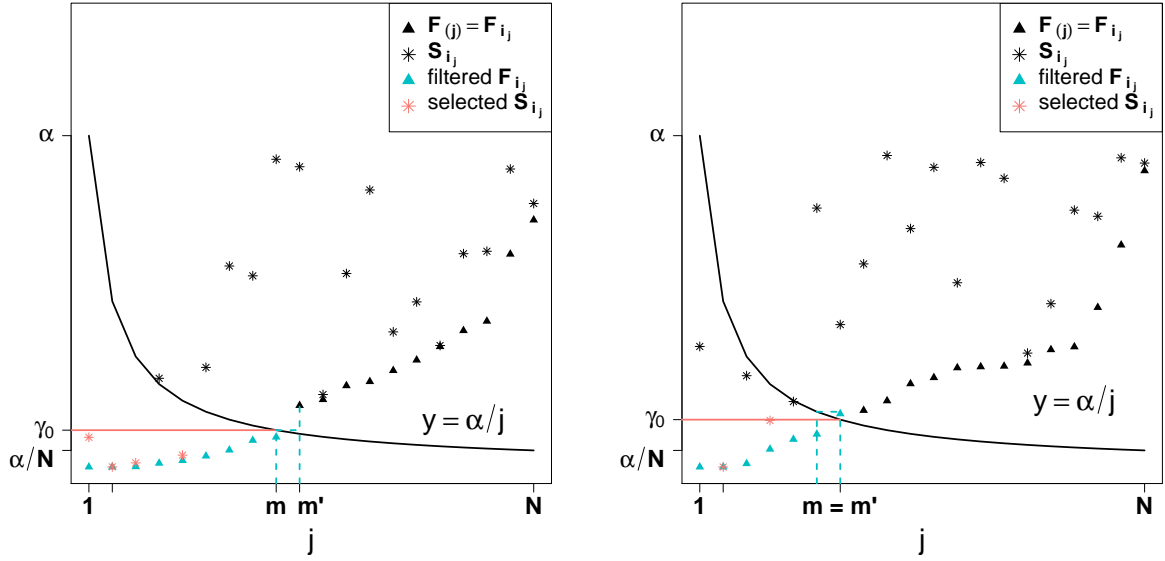 F(j) = Fij
Sij
filtered Fij
selected Sij
α
γ0
α/N
y = α/j
1
m
m'
N
j
F(j) = Fij
Sij
filtered Fij
selected Sij
α
γ0
α/N
y = α/j
1
m = m'
N
j